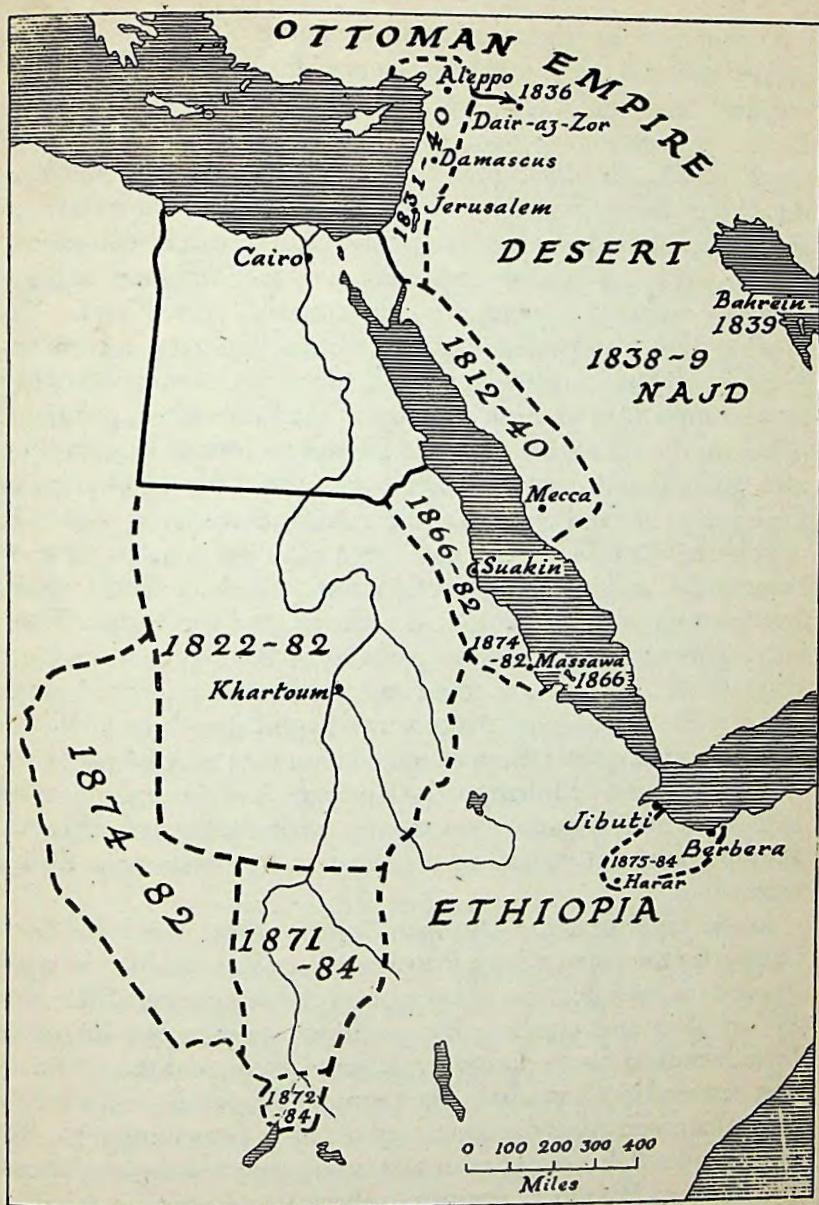 OTTOMAN EMPIRE
Aleppo
1836
Dair-az-Zor
Damascus
1831-40
Jerusalem
Cairo
DESERT
Bahrein
1839
1838-9
NAJD
1812-40
Mecca
1866-82
Suakin
1822-82
1874
-82
Massawa
1866
Khartoum
1874-82
Jibuti
Berbera
1875-84
Harar
ETHIOPIA
1871
-84
1872
-84
0 100 200 300 400
Miles